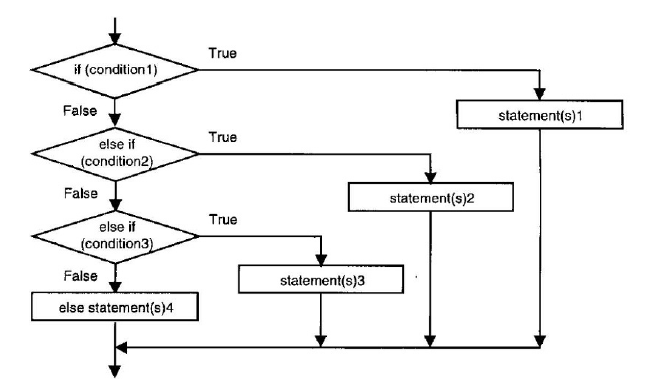 True
if (condition1)
False
statement(s)1
True
else if
(condition2)
False
statement(s)2
True
else if
(condition3)
False
statement(s)3
else statement(s)4